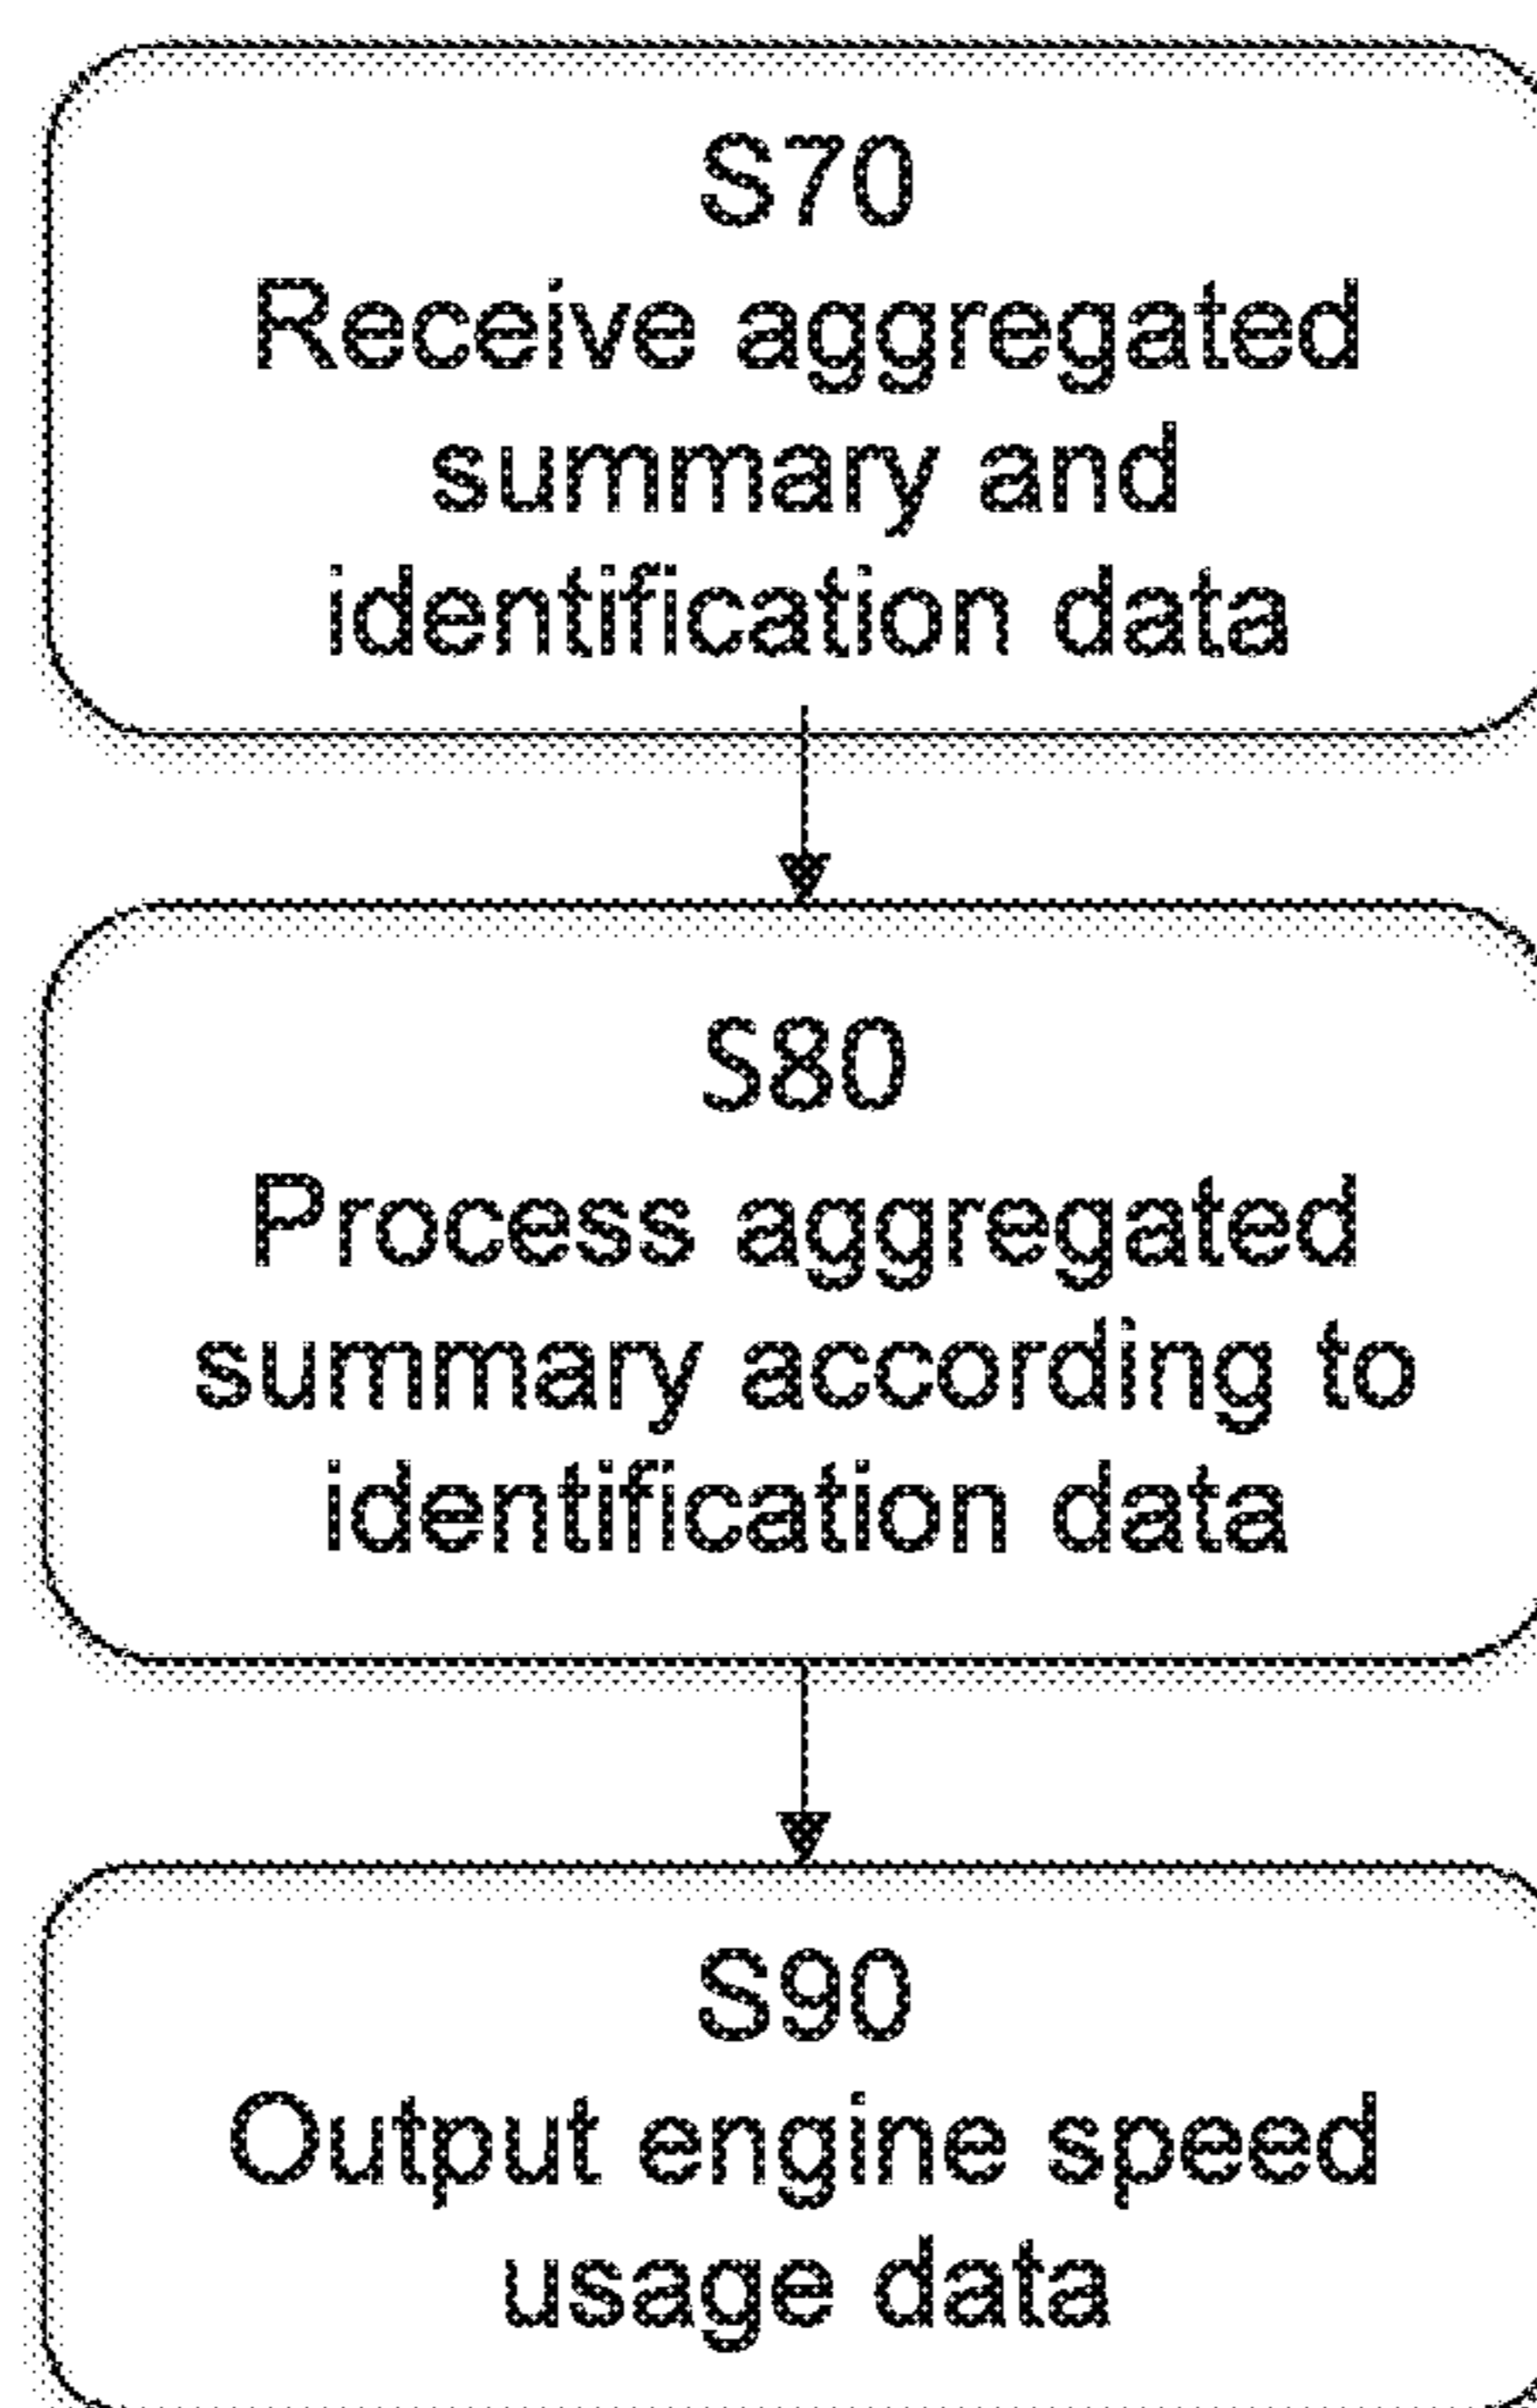 S70
Receive aggregated
summary and
identification data
S80
Process aggregated
summary according to
identification data
S90
Output engine speed
usage data